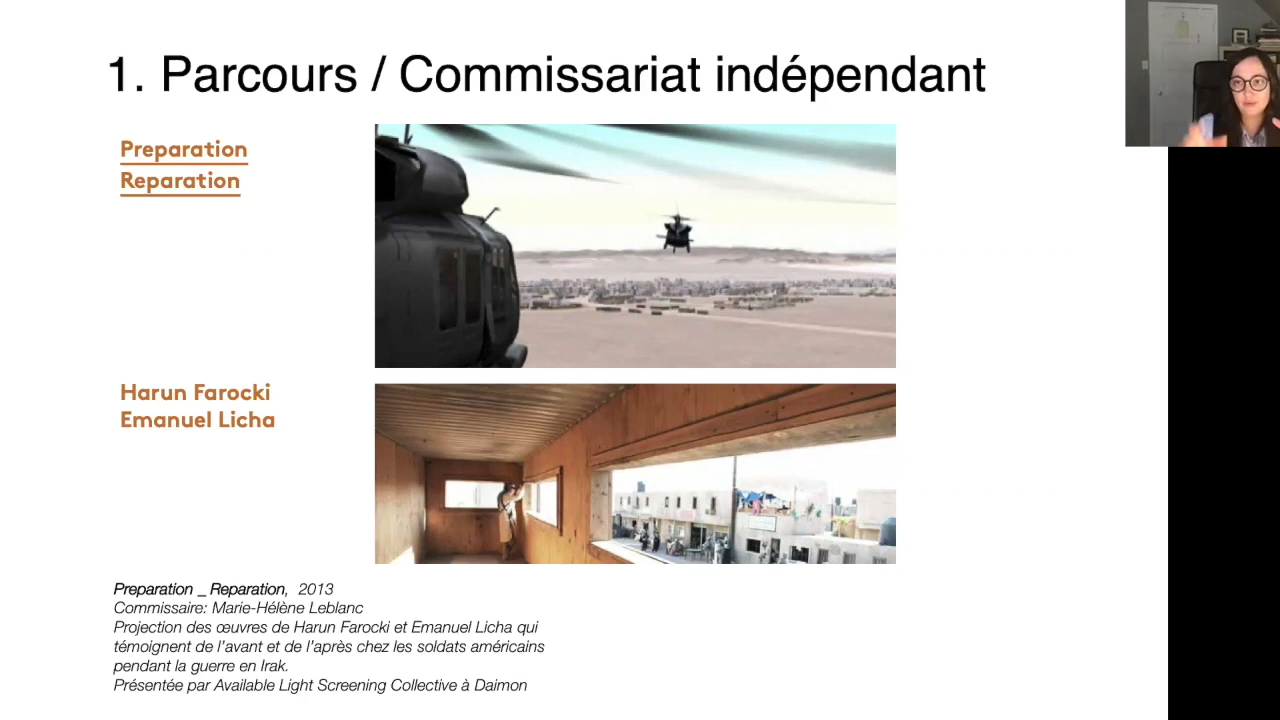 1. Parcours / Commissariat indépendant
Preparation
Reparation
Harun Farocki
Emanuel Licha
Preparation _ Reparation, 2013
Commissaire: Marie-Hélène Leblanc
Projection des œuvres de Harun Farocki et Emanuel Licha qui
témoignent de l'avant et de l'après chez les soldats américains
pendant la guerre en Irak.
Présentée par Available Light Screening Collective à Daimon